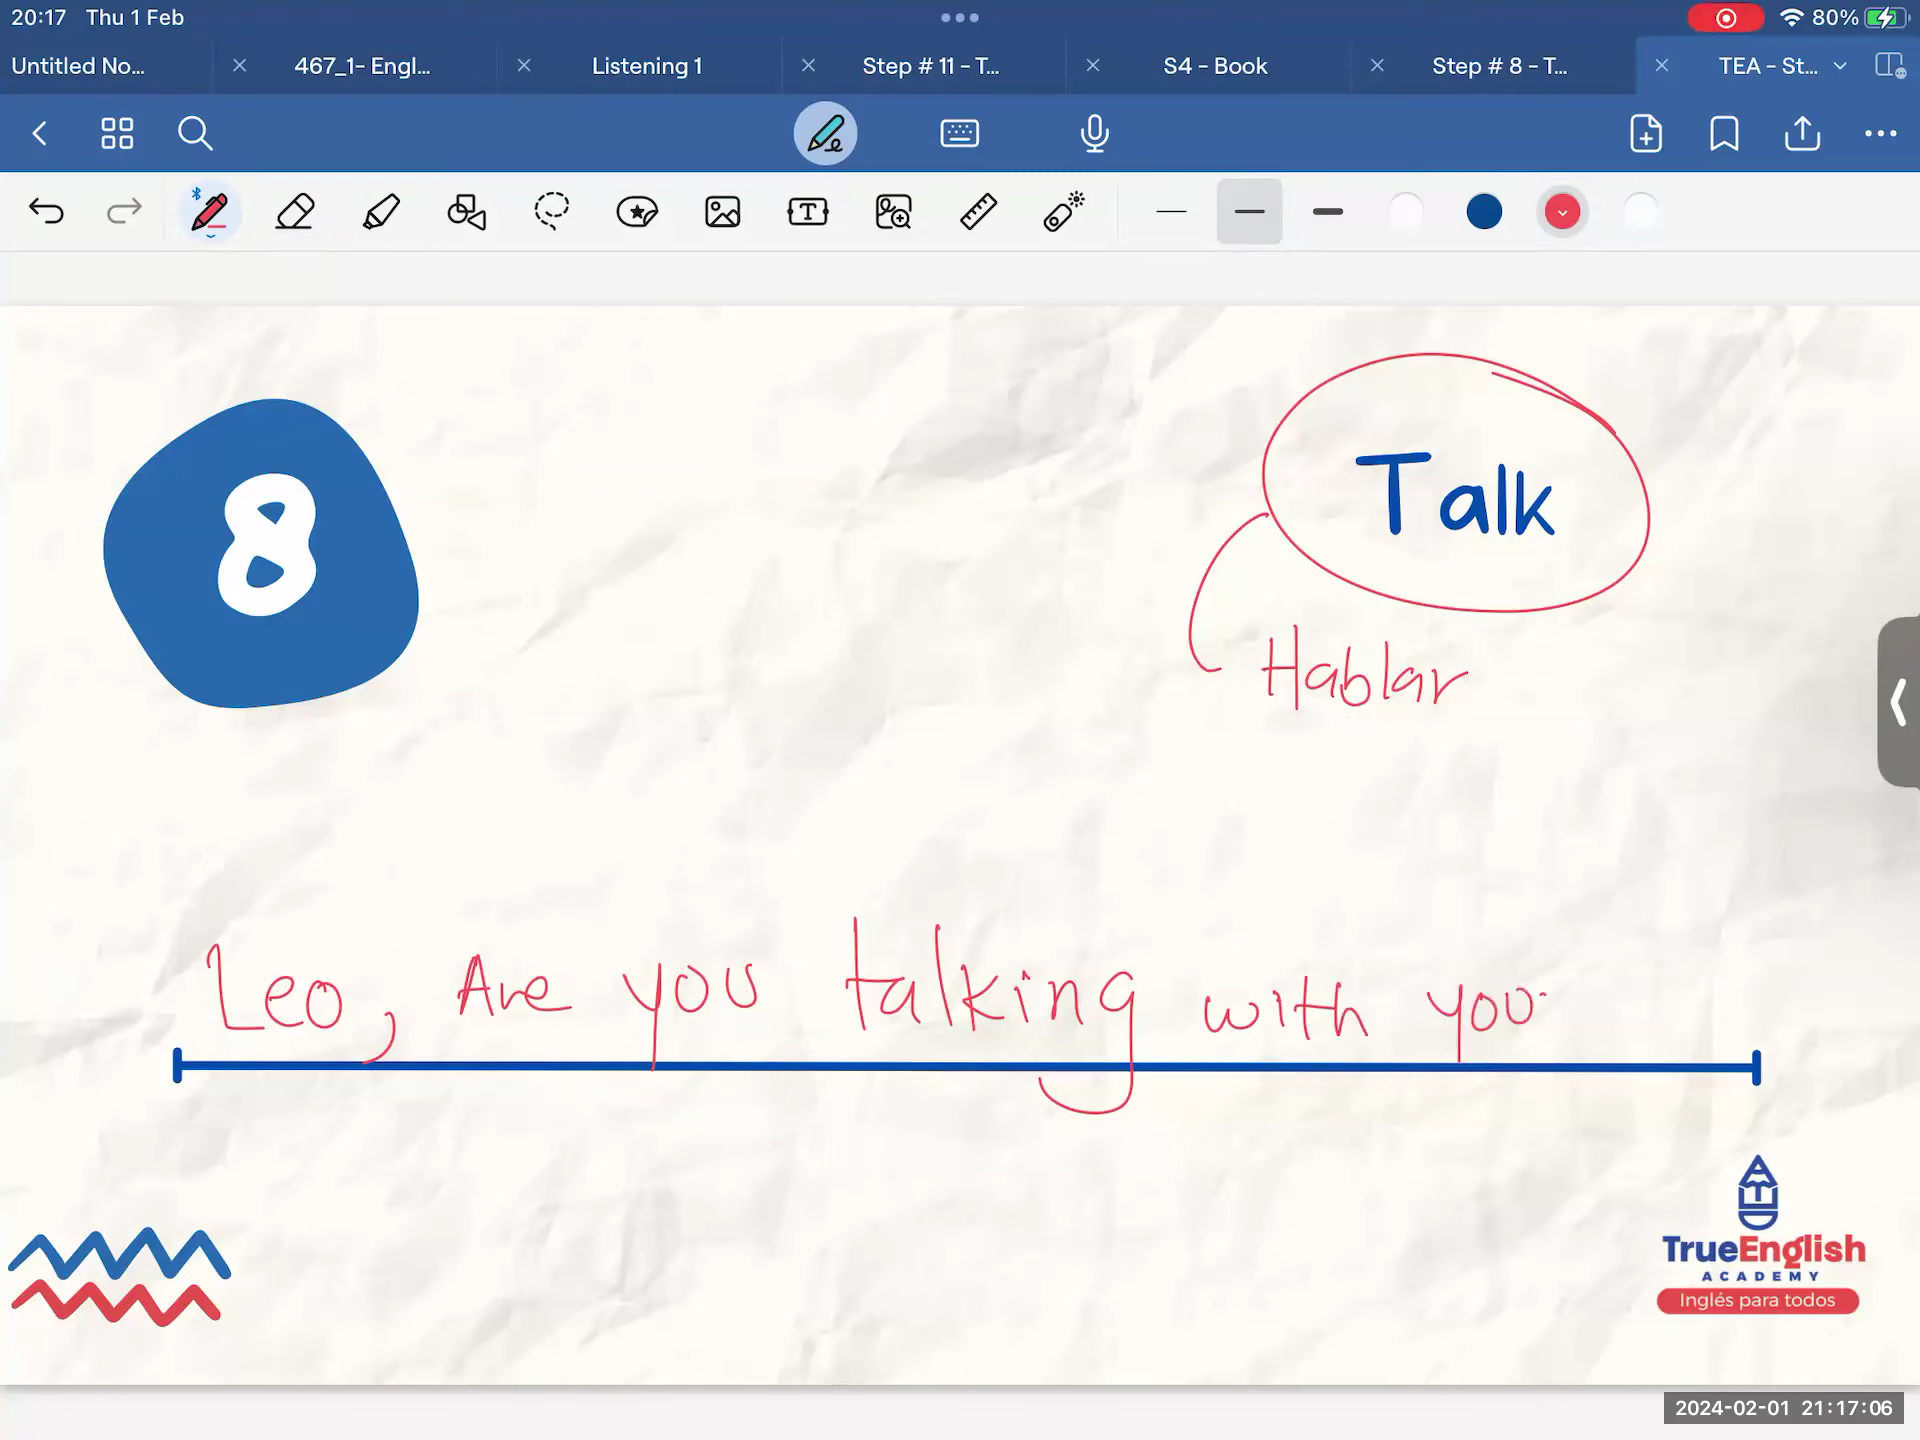 20:17 Thu 1 Feb
80%
Untitled No...
467_1- Engl...
Listening 1
Step # 11 - T...
S4 - Book
Step # 8 - T...
TEA - St...
8
Talk
Hablar
Leo, Are you talking with you
TrueEnglish
ACADEMY
Inglés para todos
2024-02-01 21:17:06